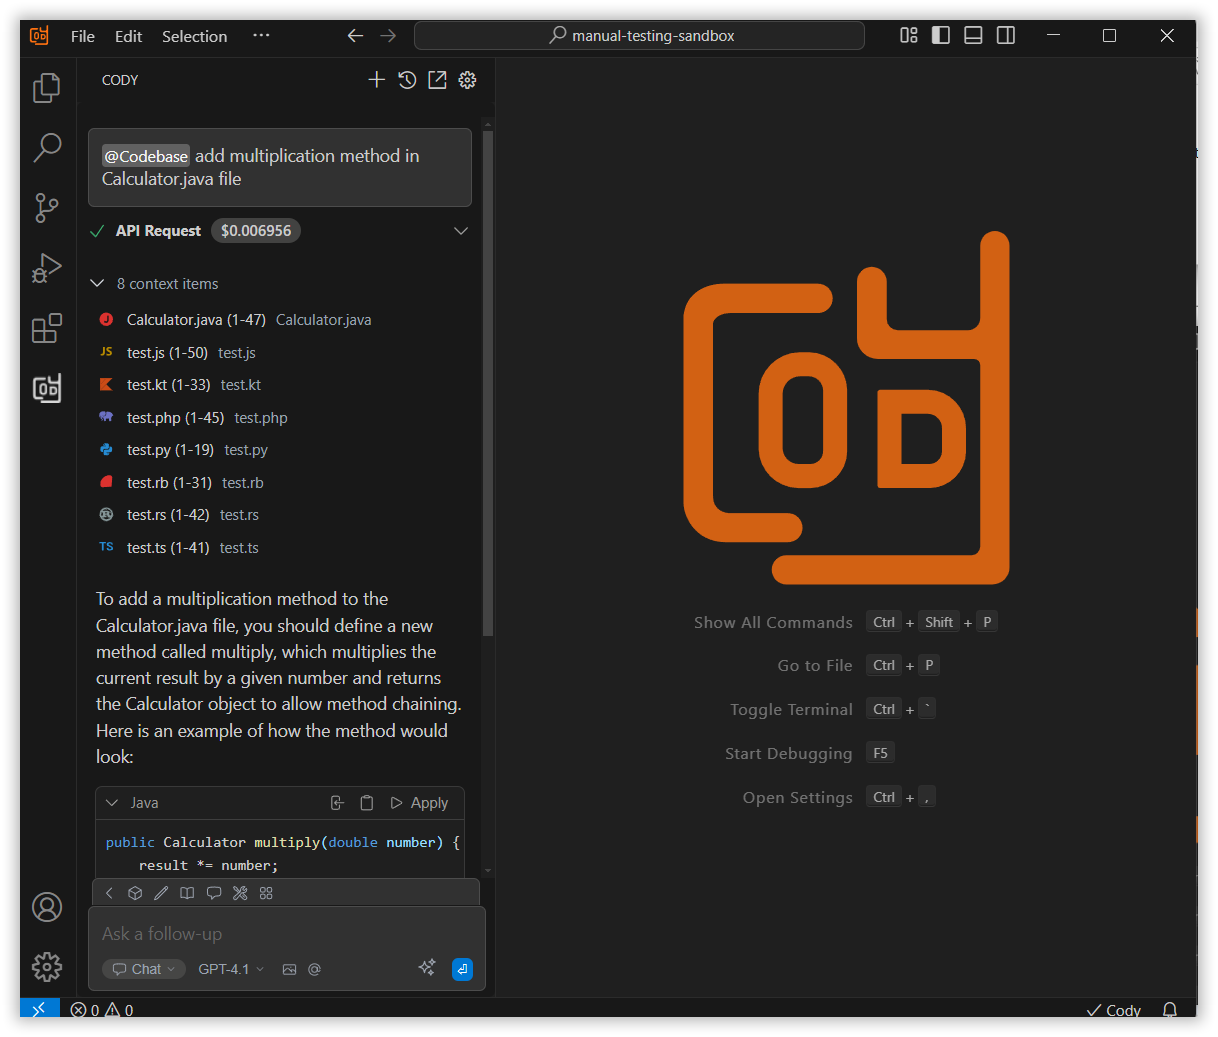 OD File Edit Selection ··· manual-testing-sandbox
CODY
@Codebase add multiplication method in
Calculator.java file
API Request $0.006956
8 context items
J Calculator.java (1-47) Calculator.java
JS test.js (1-50) test.js
test.kt (1-33) test.kt
test.php (1-45) test.php
test.py (1-19) test.py
test.rb (1-31) test.rb
test.rs (1-42) test.rs
TS test.ts (1-41) test.ts
To add a multiplication method to the
Calculator.java file, you should define a new
method called multiply, which multiplies the
current result by a given number and returns
the Calculator object to allow method chaining.
Here is an example of how the method would
look:
Java Apply
public Calculator multiply(double number) {
result *= number;
Ask a follow-up
Chat GPT-4.1 @
OD
Show All Commands Ctrl + Shift + P
Go to File Ctrl + P
Toggle Terminal Ctrl + `
Start Debugging F5
Open Settings Ctrl + ,
0 0 Cody